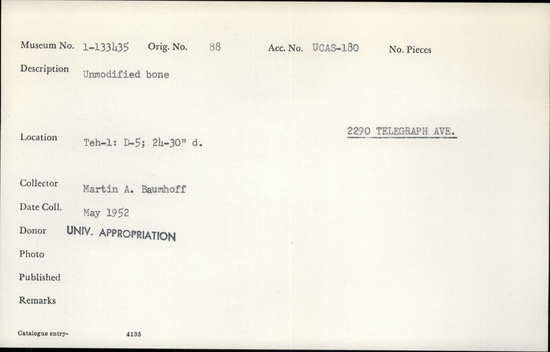 Museum No. 1-133435 Orig. No. 88 Acc. No. UCAS-180 No. Pieces
Description Unmodified bone
2290 TELEGRAPH AVE.
Location Teh-1: D-5; 24-30" d.
Collector Martin A. Baumhoff
Date Coll. May 1952
Donor UNIV. APPROPRIATION
Photo
Published
Remarks
Catalogue entry- 4135